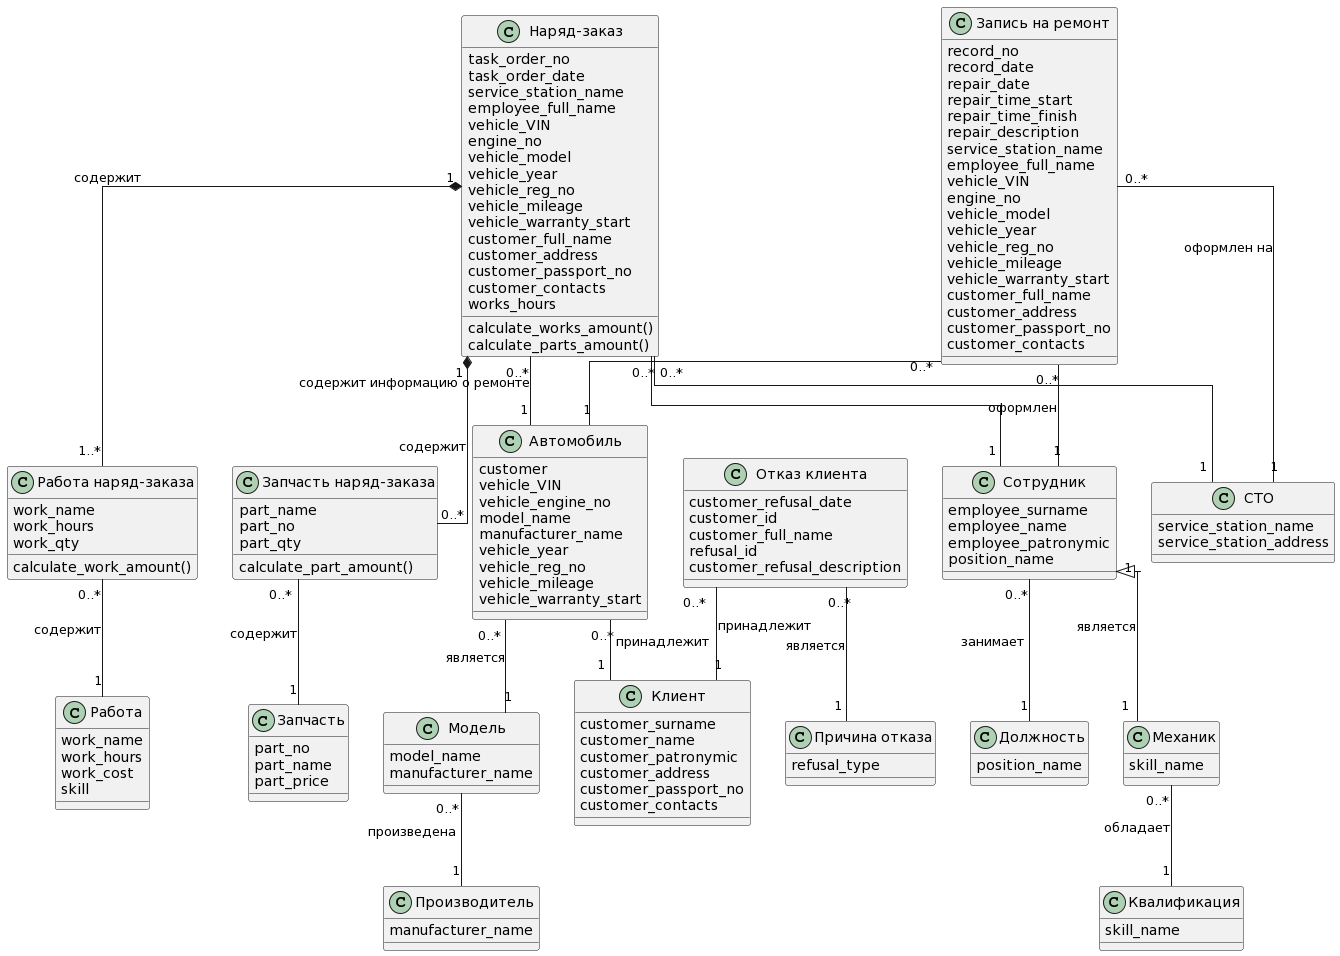 Наряд-заказ
task_order_no
task_order_date
service_station_name
employee_full_name
vehicle_VIN
engine_no
vehicle_model
vehicle_year
vehicle_reg_no
vehicle_mileage
vehicle_warranty_start
customer_full_name
customer_address
customer_passport_no
customer_contacts
works_hours
calculate_works_amount()
calculate_parts_amount()
Запись на ремонт
record_no
record_date
repair_date
repair_time_start
repair_time_finish
repair_description
service_station_name
employee_full_name
vehicle_VIN
engine_no
vehicle_model
vehicle_year
vehicle_reg_no
vehicle_mileage
vehicle_warranty_start
customer_full_name
customer_address
customer_passport_no
customer_contacts
содержит
1
0..*
оформлен на
1
0..*
0..*
0..*
0..*
0..*
содержит информацию о ремонте
оформлен
1
1
содержит
1..*
0..*
1
1
1
1
Работа наряд-заказа
work_name
work_hours
work_qty
calculate_work_amount()
Запчасть наряд-заказа
part_name
part_no
part_qty
calculate_part_amount()
Автомобиль
customer
vehicle_VIN
vehicle_engine_no
model_name
manufacturer_name
vehicle_year
vehicle_reg_no
vehicle_mileage
vehicle_warranty_start
Отказ клиента
customer_refusal_date
customer_id
customer_full_name
refusal_id
customer_refusal_description
Сотрудник
employee_surname
employee_name
employee_patronymic
position_name
СТО
service_station_name
service_station_address
1
0..*
0..*
0..*
0..*
0..*
0..*
0..*
содержит
содержит
является
принадлежит
принадлежит
является
занимает
является
1
1
1
1
1
1
1
1
Работа
work_name
work_hours
work_cost
skill
Запчасть
part_no
part_name
part_price
Модель
model_name
manufacturer_name
Клиент
customer_surname
customer_name
customer_patronymic
customer_address
customer_passport_no
customer_contacts
Причина отказа
refusal_type
Должность
position_name
Механик
skill_name
0..*
произведена
1
0..*
обладает
1
Производитель
manufacturer_name
Квалификация
skill_name